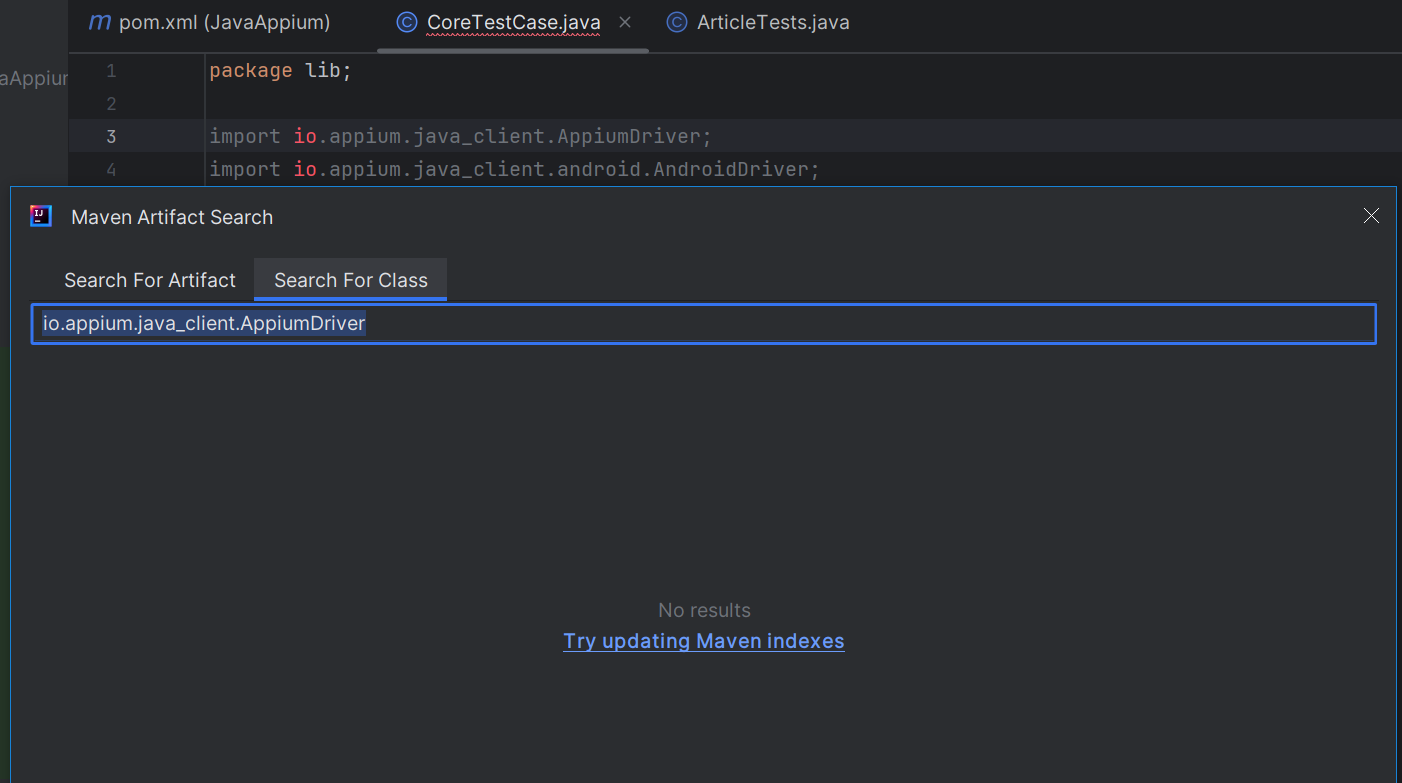 m pom.xml (JavaAppium) © CoreTestCase.java × © ArticleTests.java
1 package lib;
aAppiur
2
3 import io.appium.java_client.AppiumDriver;
4 import io.appium.java_client.android.AndroidDriver;
IJ Maven Artifact Search
Search For Artifact Search For Class
io.appium.java_client.AppiumDriver
No results
Try updating Maven indexes